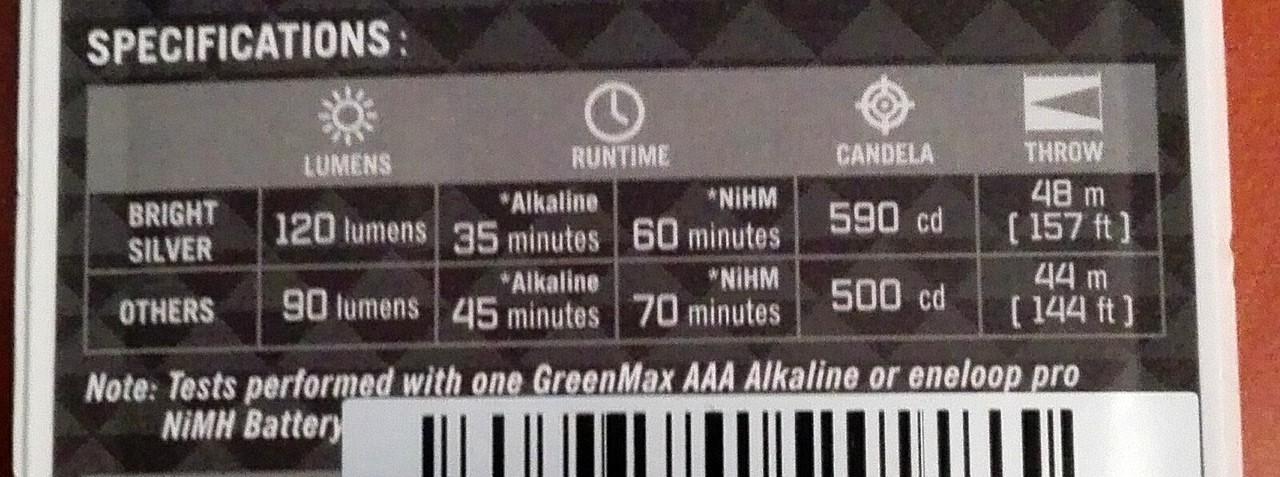 SPECIFICATIONS :
LUMENS RUNTIME CANDELA THROW
BRIGHT SILVER 120 lumens *Alkaline 35 minutes *NiHM 60 minutes 590 cd 48 m [ 157 ft ]
OTHERS 90 lumens *Alkaline 45 minutes *NiHM 70 minutes 500 cd 44 m [ 144 ft ]
Note: Tests performed with one GreenMax AAA Alkaline or eneloop pro
NiMH Battery